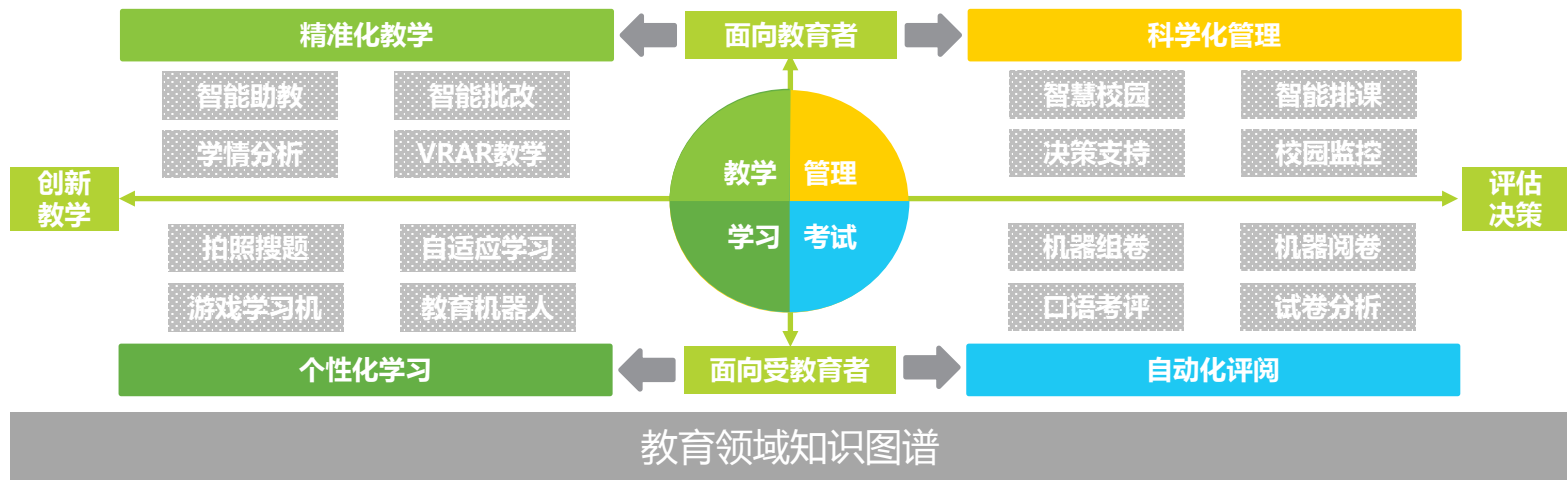 精准化教学
面向教育者
科学化管理
智能助教
智能批改
智慧校园
智能排课
学情分析
VRAR教学
决策支持
校园监控
创新
教学
教学
管理
评估
决策
学习
考试
拍照搜题
自适应学习
机器组卷
机器阅卷
游戏学习机
教育机器人
口语考评
试卷分析
个性化学习
面向受教育者
自动化评阅
教育领域知识图谱